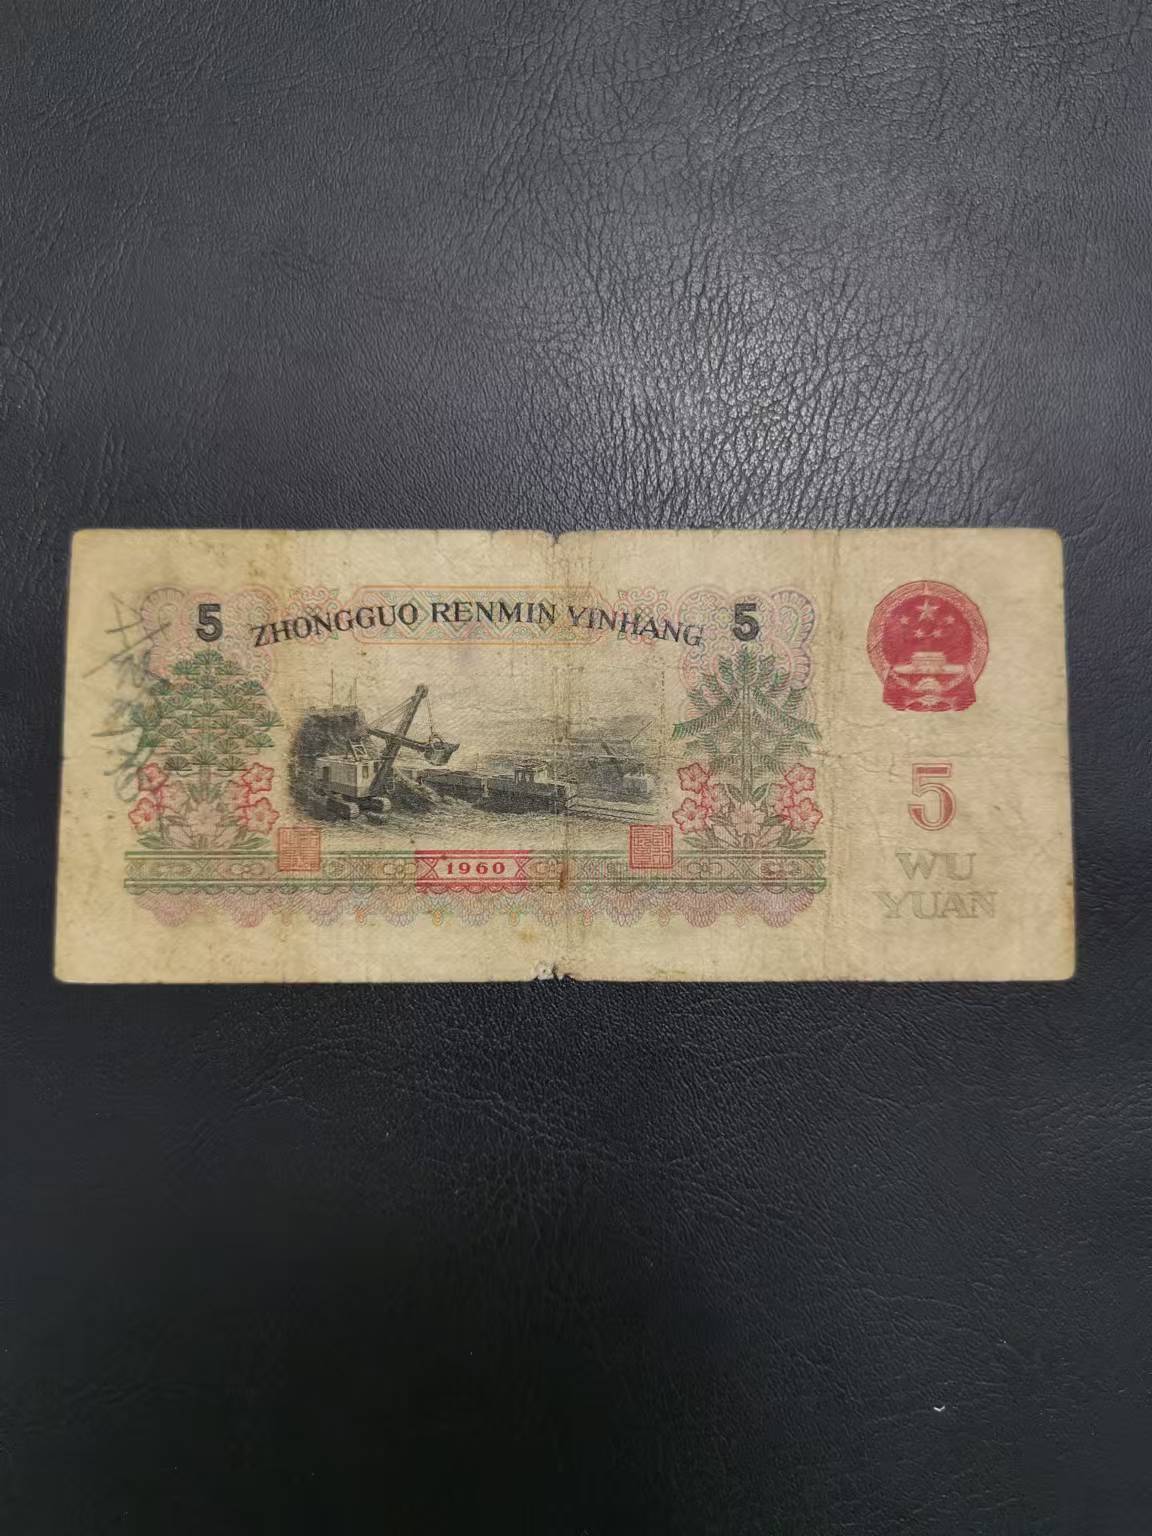 5 ZHONGGUO RENMIN YINHANG 5
1960
5
WU
YUAN